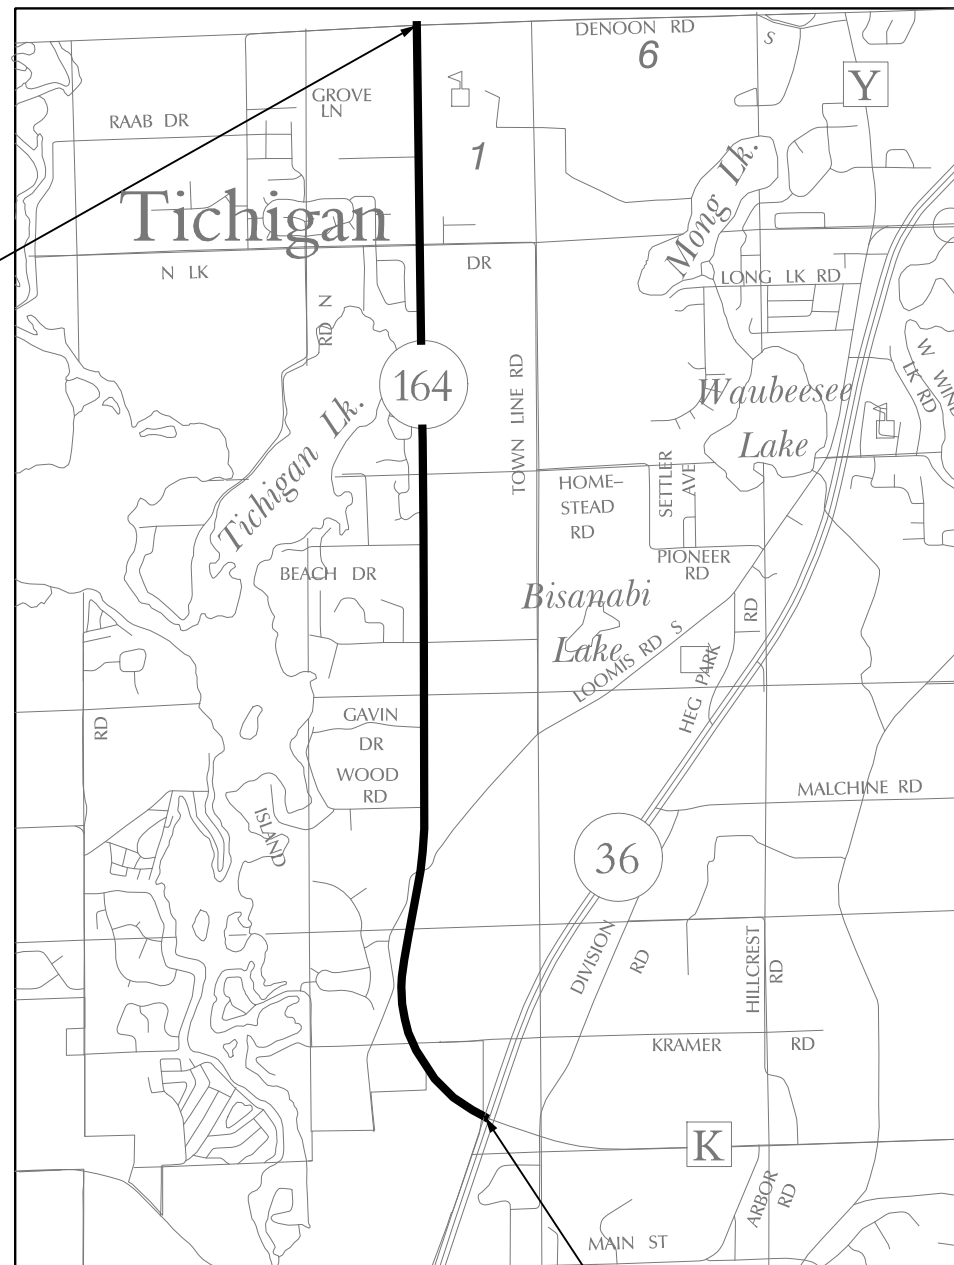 DENOON RD
6
S
Y
GROVE
LN
RAAB DR
1
Mong Lk.
Tichigan
N LK
DR
LONG LK RD
RD N
164
TOWN LINE RD
Waubeesee
Lake
W WIND
LK RD
Tichigan Lk.
HOME–
STEAD
RD
SETTLER
AVE
PIONEER
RD
BEACH DR
Bisanabi
Lake
RD
LOOMIS RD S
HEG PARK
GAVIN
DR
WOOD
RD
RD
MALCHINE RD
ISLAND
36
DIVISION
RD
HILLCREST
RD
KRAMER RD
K
ARBOR
RD
MAIN ST